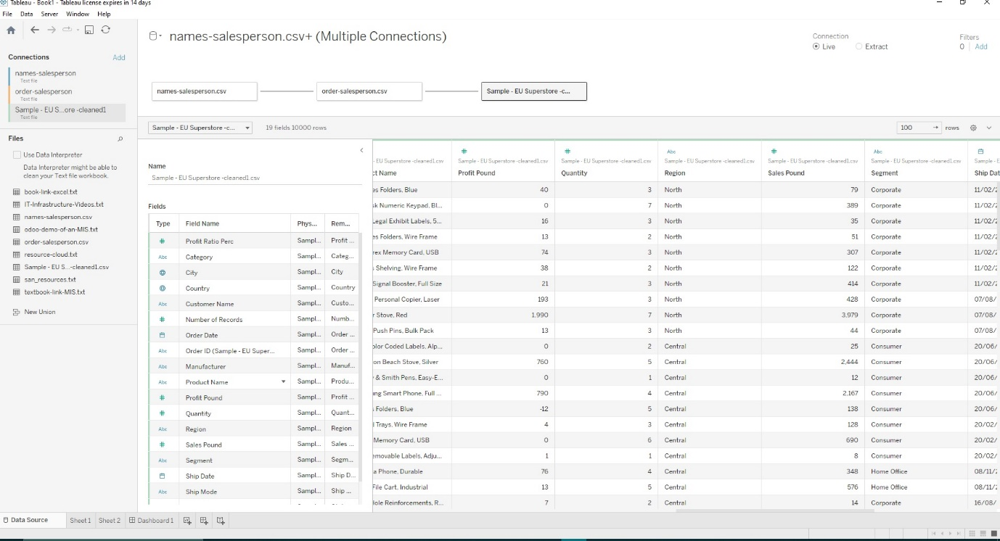 Tableau - Book1 - Tableau license expires in 14 days
File Data Server Window Help
names-salesperson.csv+ (Multiple Connections)
Connection
Live Extract
Filters
0 Add
Connections Add
names-salesperson
Text file
order-salesperson
Text file
Sample - EU S...ore -cleaned1
Text file
names-salesperson.csv order-salesperson.csv Sample - EU Superstore -c...
Sample - EU Superstore -c... 19 fields 10000 rows 100 rows
Files
Use Data Interpreter
Data Interpreter might be able to
clean your Text file workbook.
book-link-excel.txt
IT-Infrastructure-Videos.txt
names-salesperson.csv
odoo-demo-of-an-MIS.txt
order-salesperson.csv
resource-cloud.txt
Sample - EU S...-cleaned1.csv
san_resources.txt
textbook-link-MIS.txt
New Union
Name
Sample - EU Superstore -cleaned1.csv
Fields
Type Field Name Phys... Rem...
# Profit Ratio Perc Sampl... Profit ...
Abc Category Sampl... Categ...
City Sampl... City
Country Sampl... Country
Abc Customer Name Sampl... Custo...
# Number of Records Sampl... Numb...
Order Date Sampl... Order ...
Abc Order ID (Sample - EU Super... Sampl... Order ...
Abc Manufacturer Sampl... Manuf...
Abc Product Name Sampl... Produ...
# Profit Pound Sampl... Profit ...
# Quantity Sampl... Quant...
Abc Region Sampl... Region
# Sales Pound Sampl... Sales ...
Abc Segment Sampl... Segm...
Ship Date Sampl... Ship D...
Abc Ship Mode Sampl... Ship ...
# # Abc # Abc
EU Superstore -cleaned1.csv Sample - EU Superstore -cleaned1.csv Sample - EU Superstore -cleaned1.csv Sample - EU Superstore -cleaned1.csv Sample - EU Superstore -cleaned1.csv Sample - EU Superstore -cleaned1.csv Sample - E
ct Name Profit Pound Quantity Region Sales Pound Segment Ship Dat
es Folders, Blue 40 3 North 79 Corporate 11/02/2
sk Numeric Keypad, Bl... 0 7 North 389 Corporate 11/02/2
Legal Exhibit Labels, 5... 16 3 North 35 Corporate 11/02/2
es Folders, Wire Frame 13 2 North 51 Corporate 11/02/2
rex Memory Card, USB 74 3 North 307 Corporate 11/02/2
s Shelving, Wire Frame 38 2 North 122 Corporate 11/02/2
Signal Booster, Full Size 21 3 North 414 Corporate 11/02/2
Personal Copier, Laser 193 3 North 428 Corporate 07/08/
r Stove, Red 1,990 7 North 3,979 Corporate 07/08/
Push Pins, Bulk Pack 13 3 North 44 Corporate 07/08/
olor Coded Labels, Alp... 0 2 Central 25 Consumer 20/06/
on Beach Stove, Silver 760 5 Central 2,444 Consumer 20/06/
y & Smith Pens, Easy-E... 0 1 Central 12 Consumer 20/06/
ung Smart Phone, Full ... 790 4 Central 2,167 Consumer 20/06/
s Folders, Blue -12 5 Central 138 Consumer 20/06/
l Trays, Wire Frame 4 3 Central 128 Consumer 20/02/
Memory Card, USB 0 6 Central 690 Consumer 20/02/
emovable Labels, Adju... 1 1 Central 8 Consumer 20/02/
a Phone, Durable 76 4 Central 348 Home Office 08/11/2
File Cart, Industrial 13 5 Central 576 Home Office 08/11/2
Hole Reinforcements, R... 7 2 Central 14 Corporate 16/08/
Data Source Sheet 1 Sheet 2 Dashboard 1